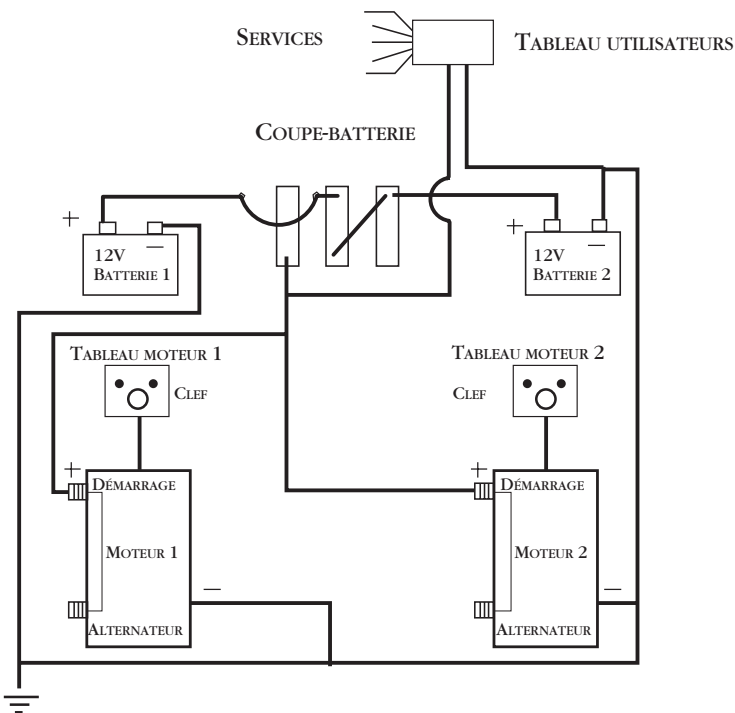 Services
Tableau utilisateurs
Coupe-batterie
+
—
12V
Batterie 1
+
—
12V
Batterie 2
Tableau moteur 1
Clef
Tableau moteur 2
Clef
+
Démarrage
Moteur 1
—
Alternateur
+
Démarrage
Moteur 2
—
Alternateur